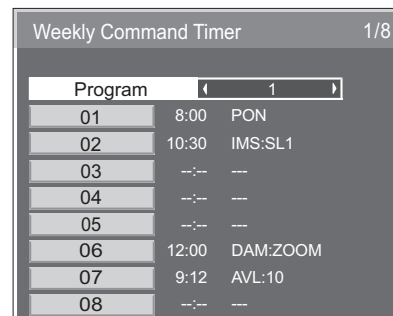 Weekly Command Timer 1/8
Program 1
01 8:00 PON
02 10:30 IMS:SL1
03 --:-- ---
04 --:-- ---
05 --:-- ---
06 12:00 DAM:ZOOM
07 9:12 AVL:10
08 --:-- ---